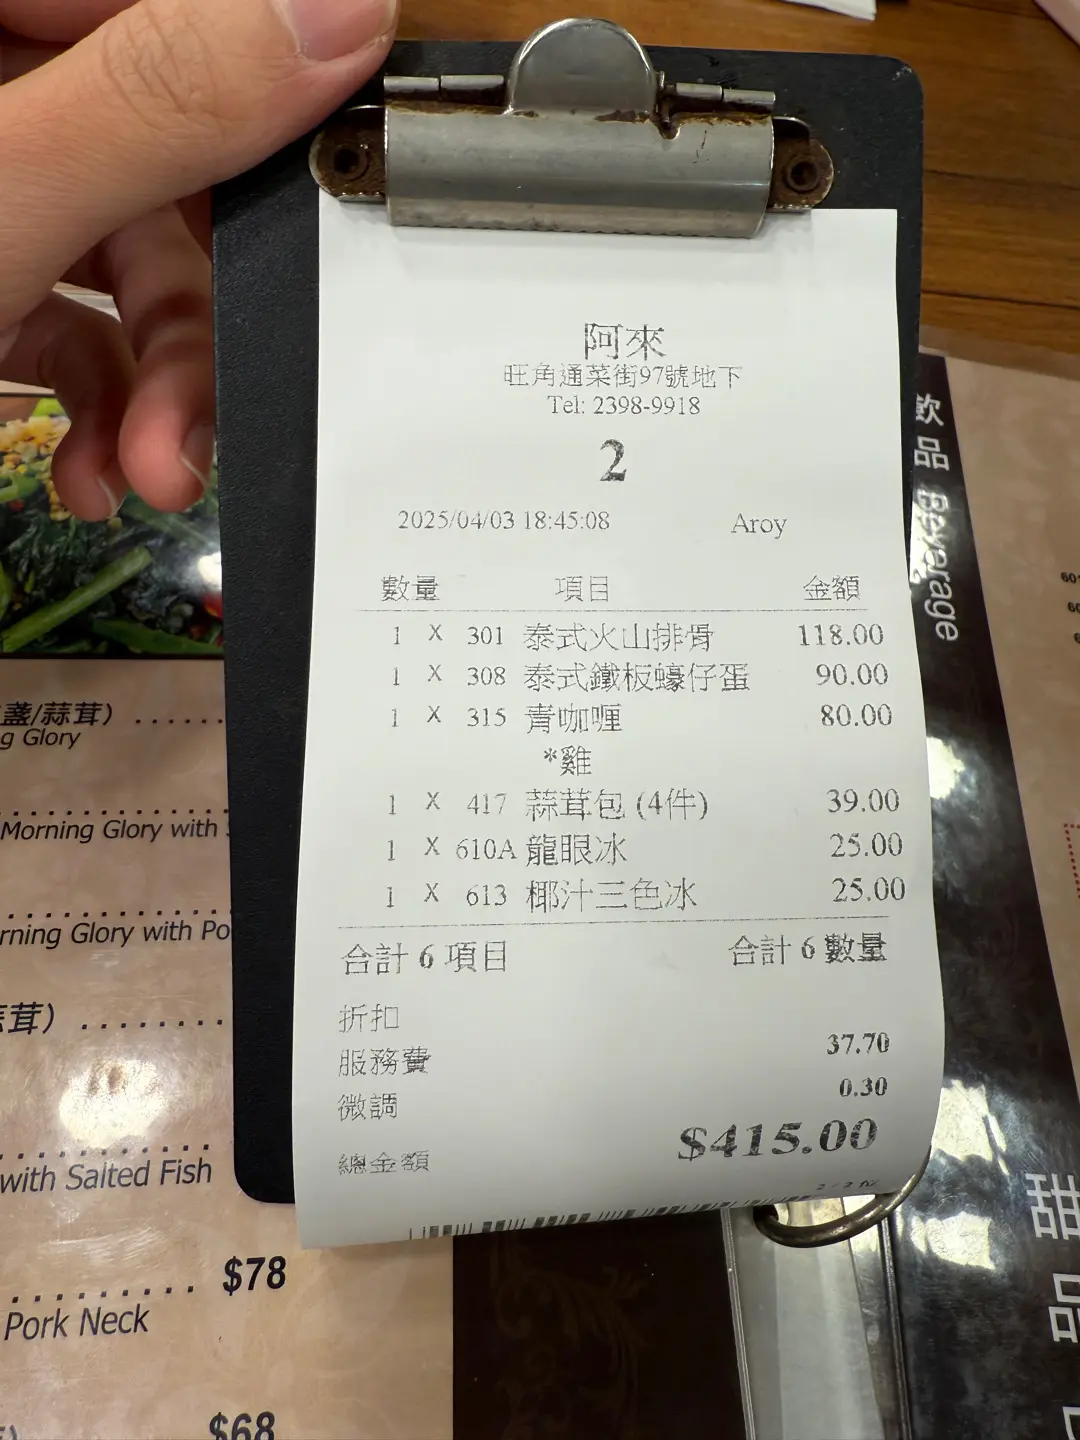 阿來
旺角通菜街97號地下
Tel: 2398-9918
2
2025/04/03 18:45:08 Aroy
數量 項目 金額
1 X 301 泰式火山排骨 118.00
1 X 308 泰式鐵板蠔仔蛋 90.00
1 X 315 青咖喱 80.00
*雞
1 X 417 蒜茸包 (4件) 39.00
1 X 610A 龍眼冰 25.00
1 X 613 椰汁三色冰 25.00
合計 6 項目 合計 6 數量
折扣
服務費 37.70
微調 0.30
總金額 $415.00
盞/蒜茸) ......
g Glory
Morning Glory with
rning Glory with Po
茸) ........
with Salted Fish
......... $78
Pork Neck
$68
飲品 Beverage
甜品